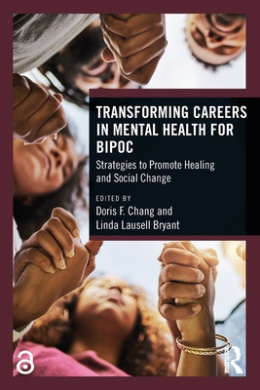 TRANSFORMING CAREERS
IN MENTAL HEALTH FOR
BIPOC
Strategies to Promote Healing
and Social Change
EDITED BY
Doris F. Chang and
Linda Lausell Bryant
R